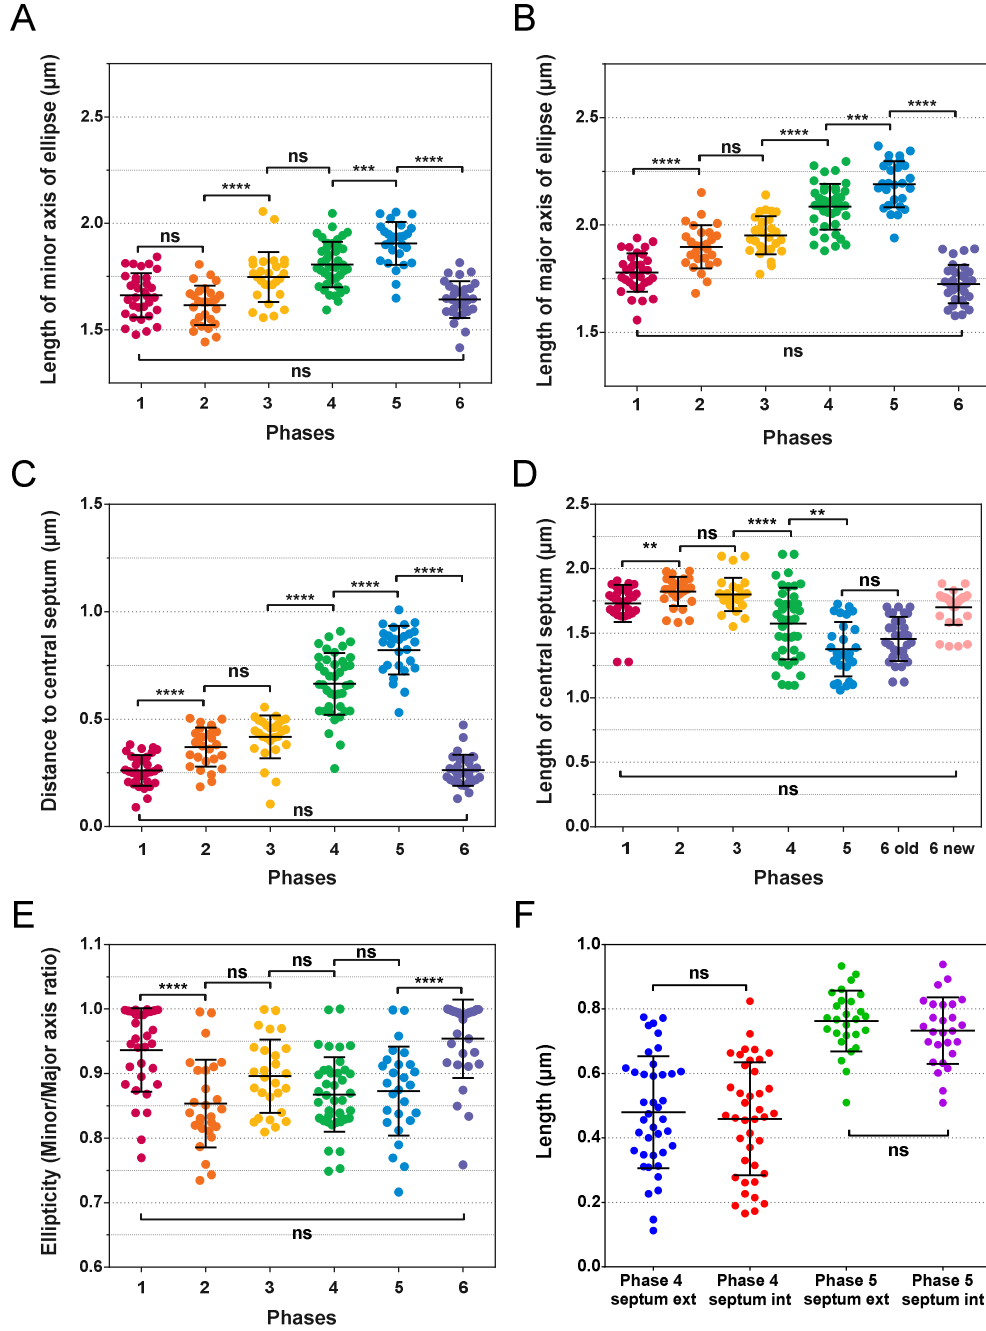 A
Length of minor axis of ellipse (µm)
2.5
2.0
1.5
ns
****
ns
***
****
ns
1 2 3 4 5 6
Phases
B
Length of major axis of ellipse (µm)
2.5
2.0
1.5
****
ns
****
***
****
ns
1 2 3 4 5 6
Phases
C
Distance to central septum (µm)
1.5
1.0
0.5
0.0
****
ns
****
****
****
ns
1 2 3 4 5 6
Phases
D
Length of central septum (µm)
2.5
2.0
1.5
1.0
0.5
0.0
**
ns
****
**
ns
ns
1 2 3 4 5 6 old 6 new
Phases
E
Ellipticity (Minor/Major axis ratio)
1.1
1.0
0.9
0.8
0.7
0.6
****
ns
ns
ns
****
ns
1 2 3 4 5 6
Phases
F
Length (µm)
1.0
0.8
0.6
0.4
0.2
0.0
ns
ns
Phase 4 septum ext
Phase 4 septum int
Phase 5 septum ext
Phase 5 septum int